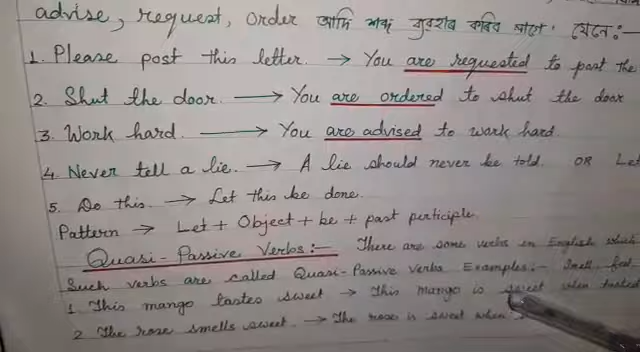 advise, request, order আদি শব্দ ব্যৱহাৰ কৰিব লাগে। যেনে:—
1. Please post this letter. → You are requested to post the
2. Shut the door. → You are ordered to shut the door
3. Work hard. → You are advised to work hard.
4. Never tell a lie. → A lie should never be told. OR Let
5. Do this. → Let this be done.
Pattern → Let + Object + be + past perticiple.
Quasi-Passive Verbs:— There are some verbs in English which
Such verbs are called Quasi-Passive Verbs. Examples:- Smell, feel,
1. This mango tastes sweet → This mango is sweet when tasted
2. The rose smells sweet. → The rose is sweet when